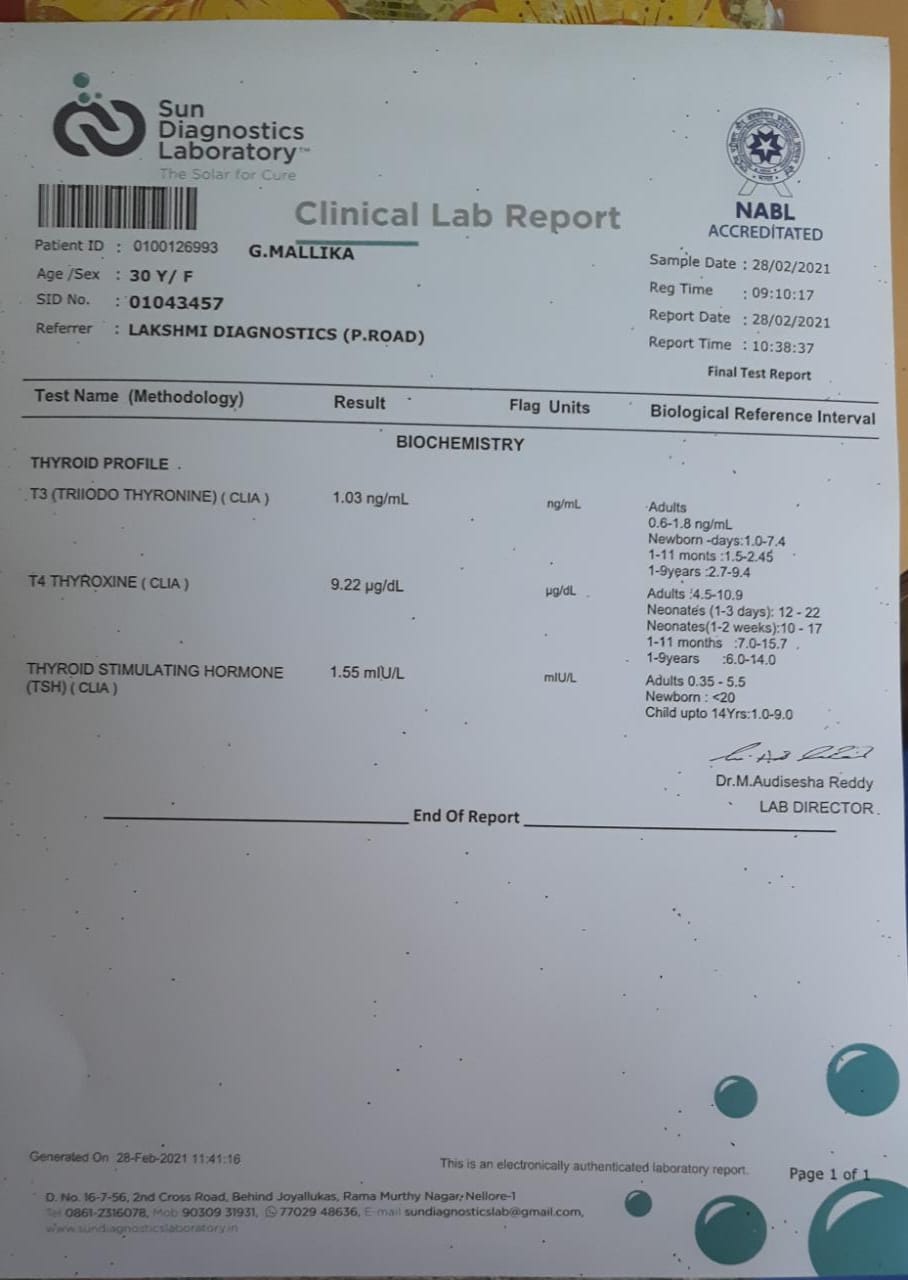 Sun
Diagnostics
Laboratory™
The Solar for Cure
Clinical Lab Report
NABL
ACCREDITED
Patient ID : 0100126993 G.MALLIKA
Age /Sex : 30 Y/ F
SID No. : 01043457
Referrer : LAKSHMI DIAGNOSTICS (P.ROAD)
Sample Date : 28/02/2021
Reg Time : 09:10:17
Report Date : 28/02/2021
Report Time : 10:38:37
Final Test Report
Test Name (Methodology) Result Flag Units Biological Reference Interval
BIOCHEMISTRY
THYROID PROFILE
T3 (TRIIODO THYRONINE) ( CLIA ) 1.03 ng/mL ng/mL Adults
0.6-1.8 ng/mL
Newborn -days:1.0-7.4
1-11 monts :1.5-2.45
1-9years :2.7-9.4
T4 THYROXINE ( CLIA ) 9.22 µg/dL µg/dL Adults :4.5-10.9
Neonates (1-3 days): 12 - 22
Neonates(1-2 weeks):10 - 17
1-11 months :7.0-15.7
1-9years :6.0-14.0
THYROID STIMULATING HORMONE 1.55 mIU/L mIU/L Adults 0.35 - 5.5
(TSH) ( CLIA ) Newborn : <20
Child upto 14Yrs:1.0-9.0
Dr.M.Audisesha Reddy
LAB DIRECTOR
End Of Report
Generated On 28-Feb-2021 11:41:16
This is an electronically authenticated laboratory report.
Page 1 of 1
D. No. 16-7-56, 2nd Cross Road, Behind Joyallukas, Rama Murthy Nagar, Nellore-1
Tel 0861-2316078, Mob 90309 31931, 77029 48636, E-mail sundiagnosticslab@gmail.com,
www.sundiagnosticslaboratory.in